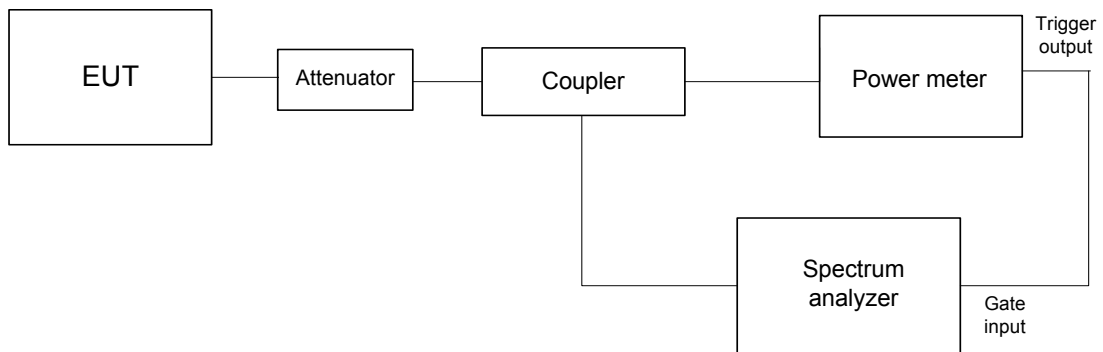 EUT
Attenuator
Coupler
Power meter
Trigger
output
Spectrum
analyzer
Gate
input